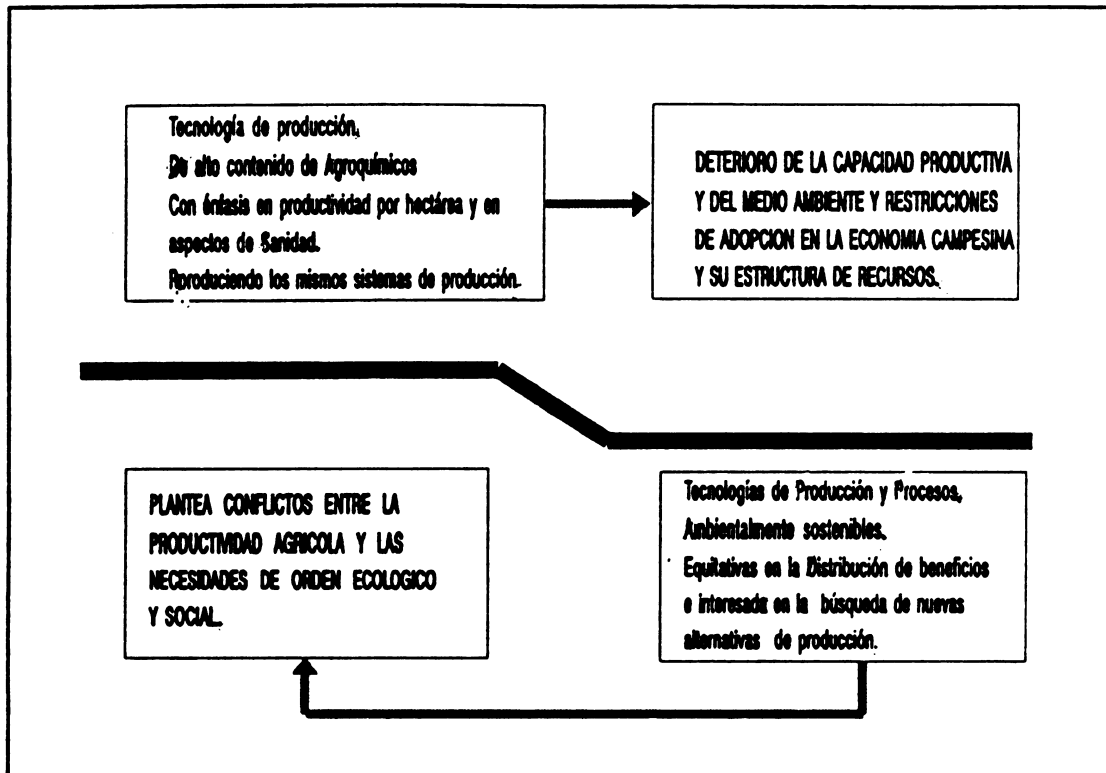 Tecnología de producción,
De alto contenido de Agroquímicos
Con énfasis en productividad por hectárea y en
aspectos de Sanidad.
Rproduciendo los mismos sistemas de producción.
DETERIORO DE LA CAPACIDAD PRODUCTIVA
Y DEL MEDIO AMBIENTE Y RESTRICCIONES
DE ADOPCION EN LA ECONOMIA CAMPESINA
Y SU ESTRUCTURA DE RECURSOS.
PLANTEA CONFLICTOS ENTRE LA
PRODUCTIVIDAD AGRICOLA Y LAS
NECESIDADES DE ORDEN ECOLOGICO
Y SOCIAL.
Tecnologías de Producción y Procesos,
Ambientalmente sostenibles.
Equitativas en la Distribución de beneficios
e interesada en la búsqueda de nuevas
alternativas de producción.